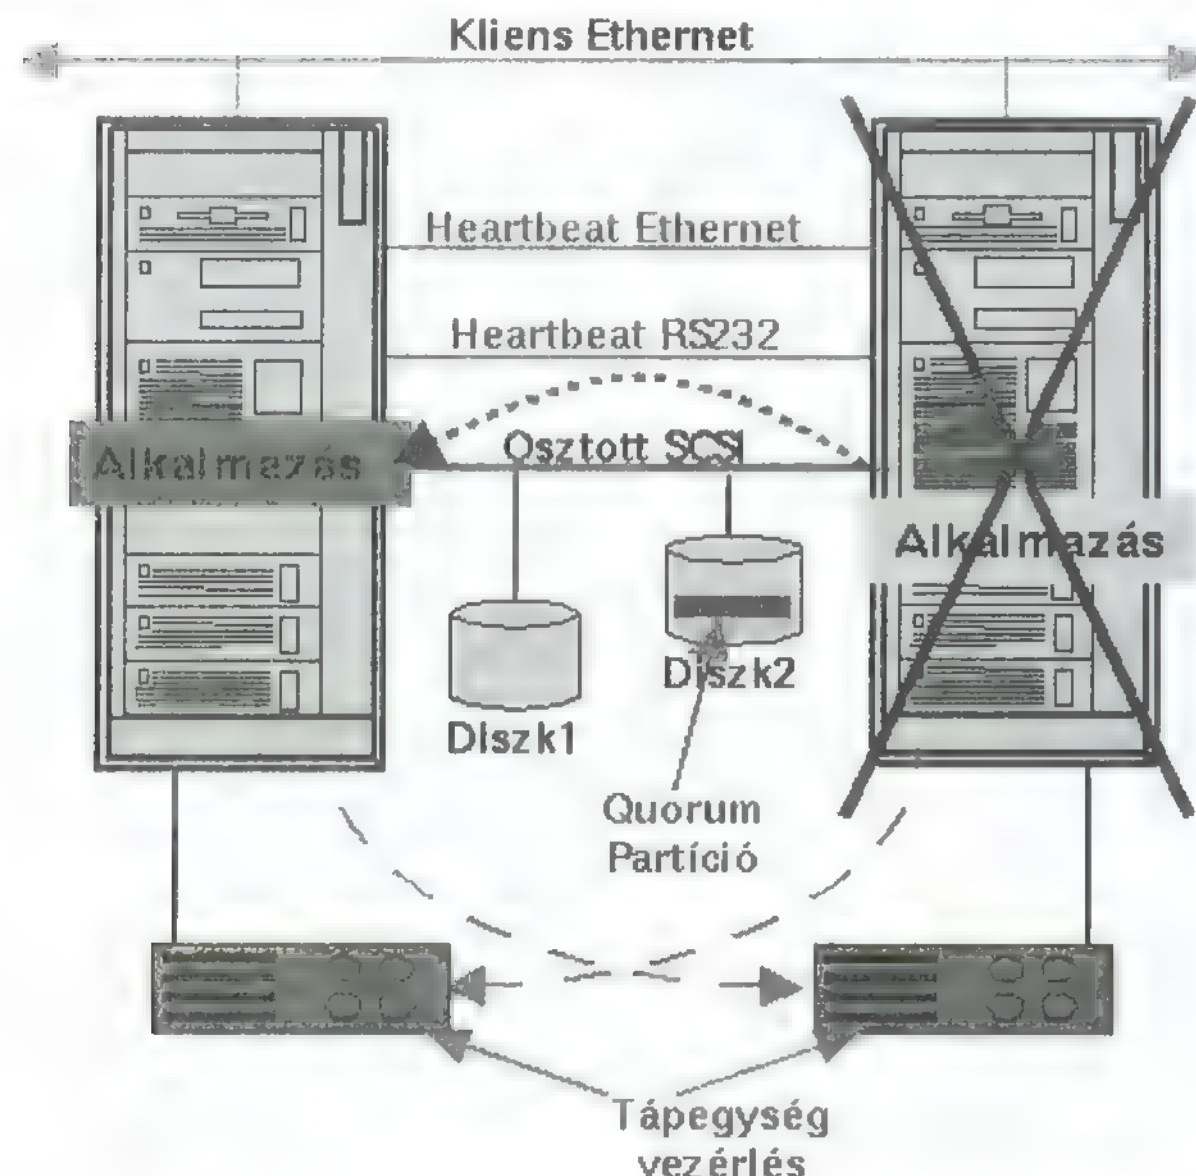 Kliens Ethernet
Heartbeat Ethernet
Heartbeat RS232
Osztott SCSI
Alkalmazás
Alkalmazás
Diszk2
Diszk1
Quorum
Partíció
Tápegység
vezérlés